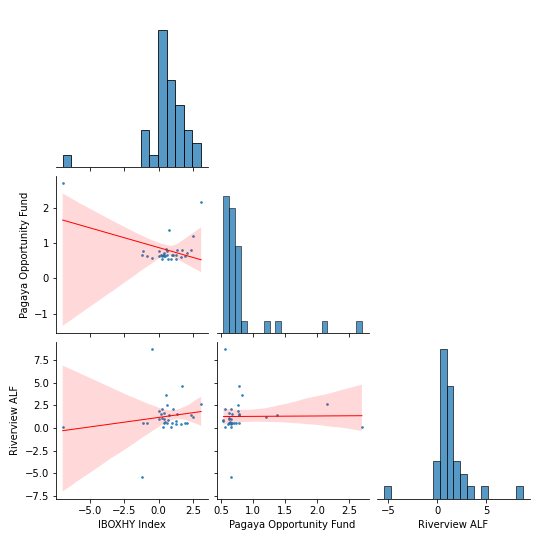 2
1
0
−1
Pagaya Opportunity Fund
7.5
5.0
2.5
0.0
−2.5
−5.0
−7.5
Riverview ALF
−5.0 0.0 2.5
0.5 1.0 1.5 2.0 2.5
−5 0 5
IBOXHY Index
Pagaya Opportunity Fund
Riverview ALF